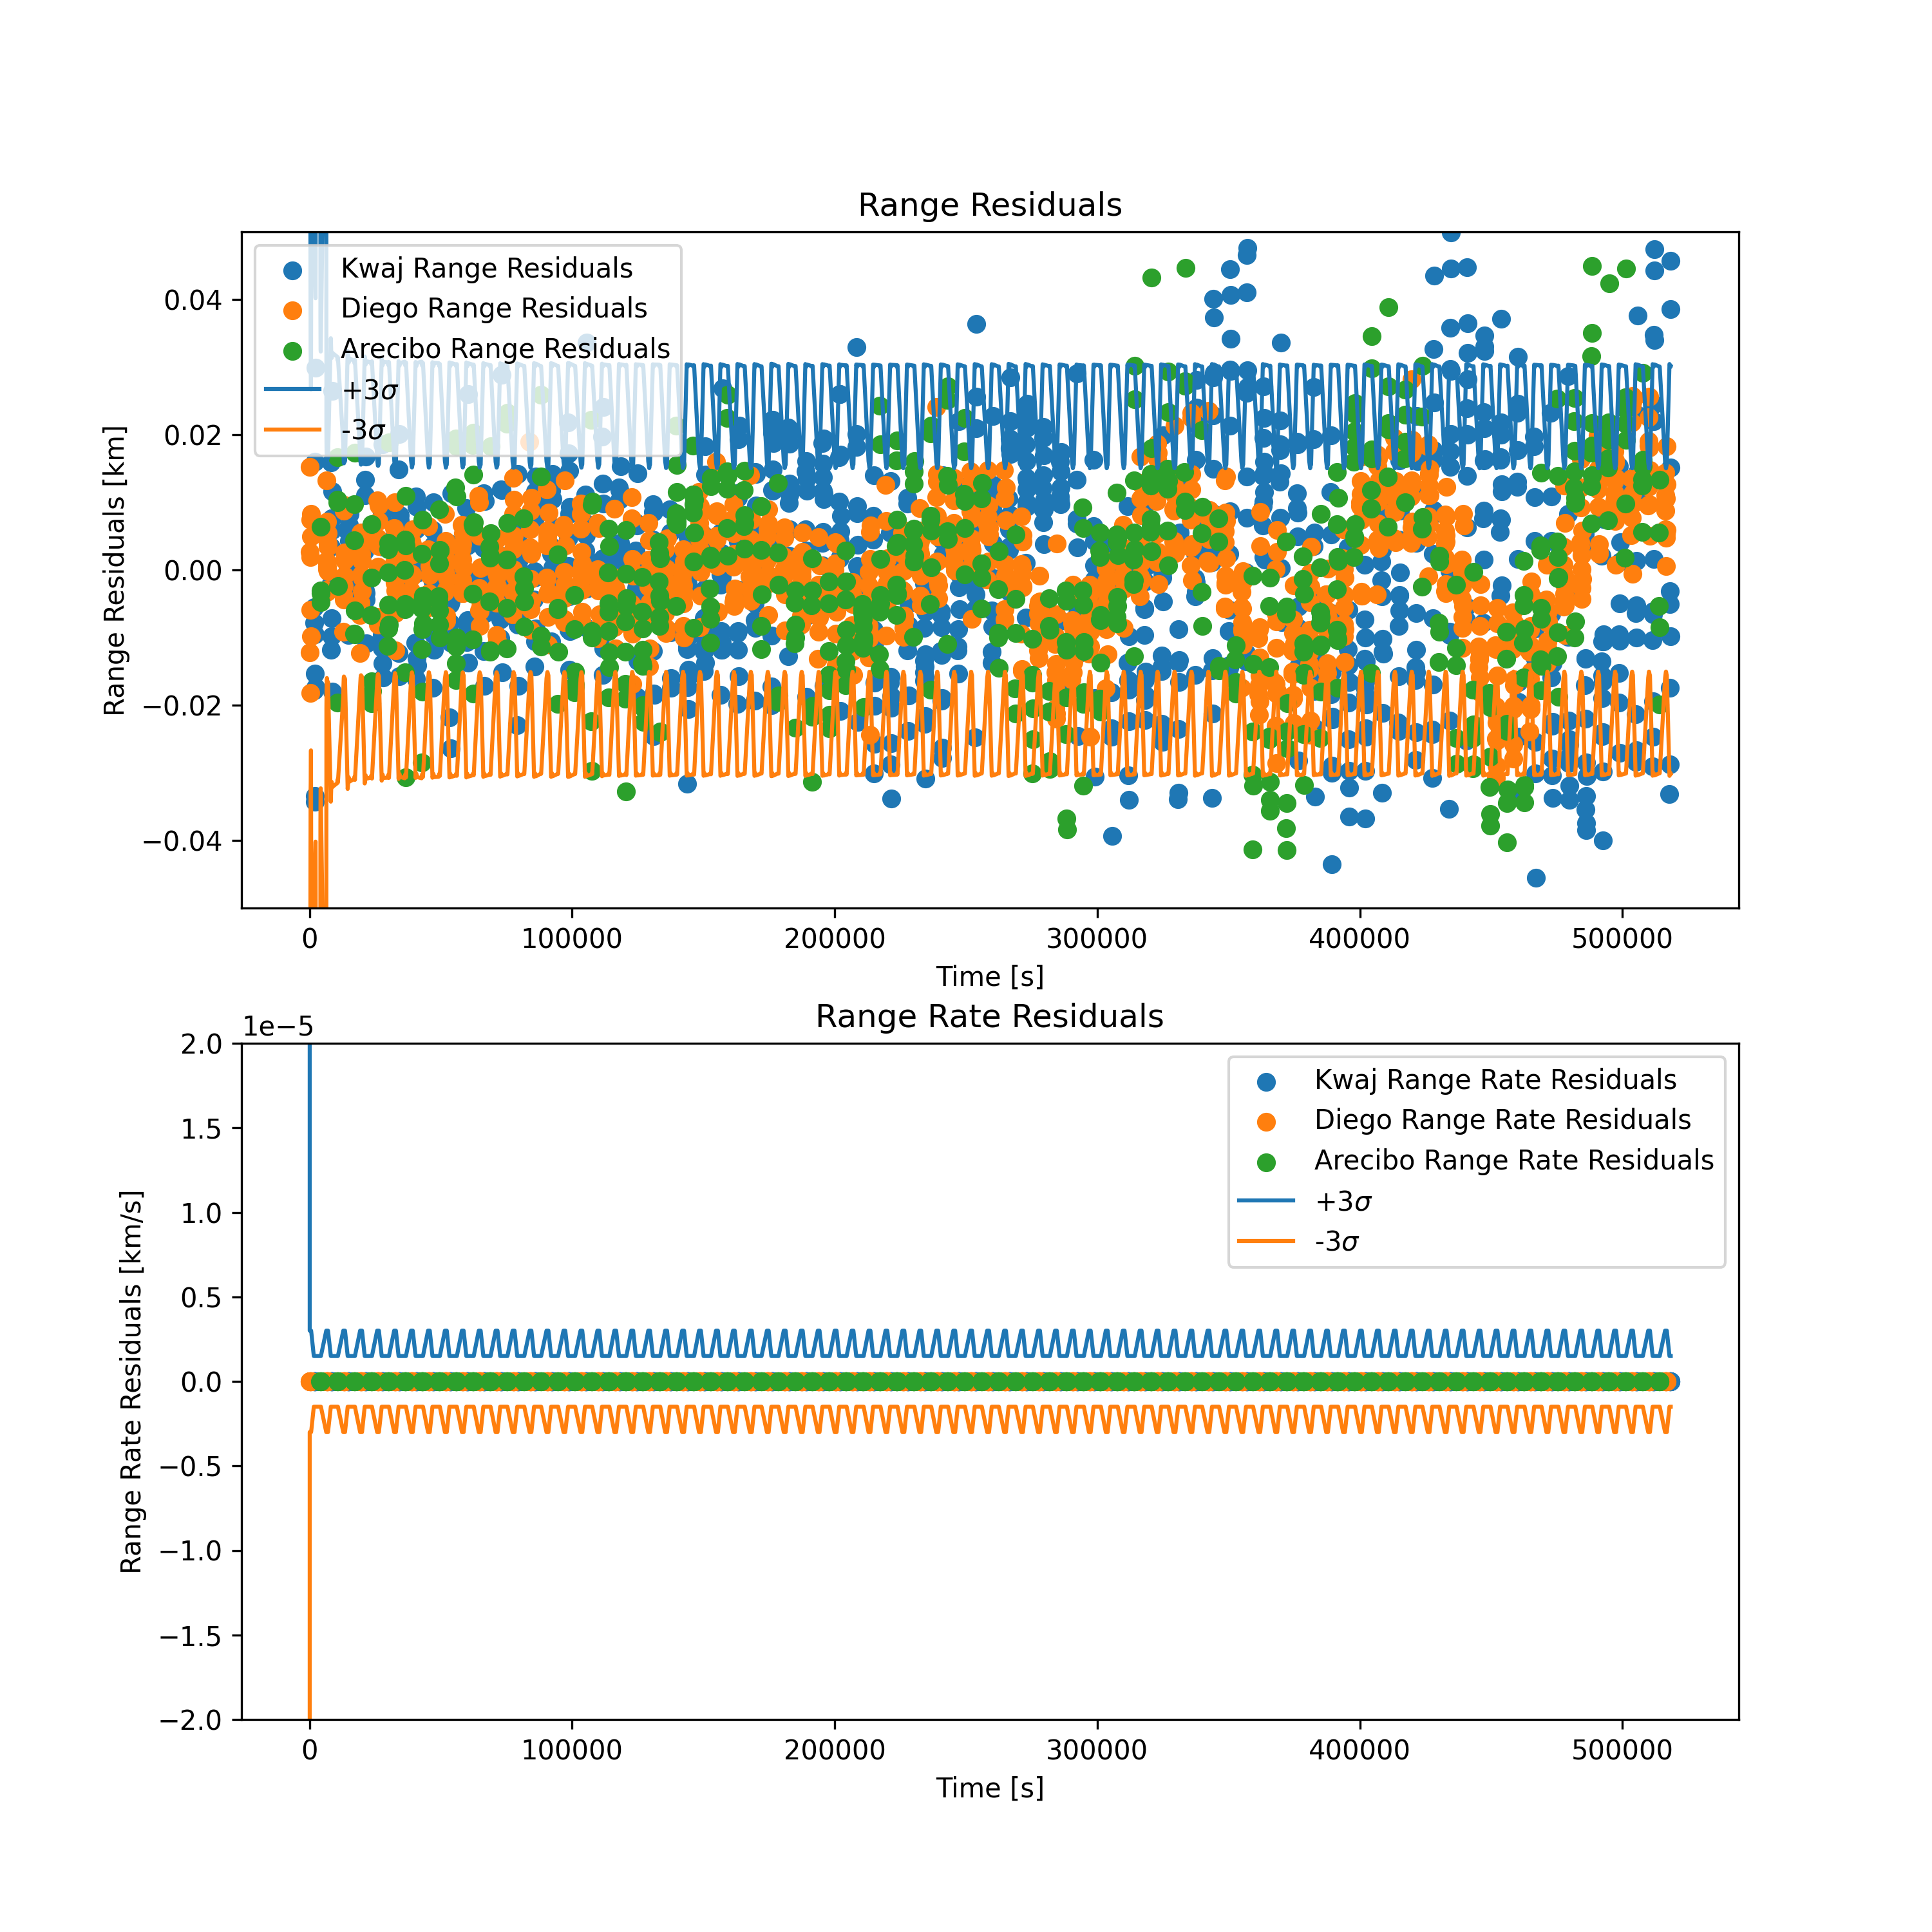 Range Residuals
Range Residuals [km]
0.04
0.02
0.00
−0.02
−0.04
Kwaj Range Residuals
Diego Range Residuals
Arecibo Range Residuals
+3σ
-3σ
0 100000 200000 300000 400000 500000
Time [s]
Range Rate Residuals
1e−5
Range Rate Residuals [km/s]
2.0
1.5
1.0
0.5
0.0
−0.5
−1.0
−1.5
−2.0
Kwaj Range Rate Residuals
Diego Range Rate Residuals
Arecibo Range Rate Residuals
+3σ
-3σ
0 100000 200000 300000 400000 500000
Time [s]